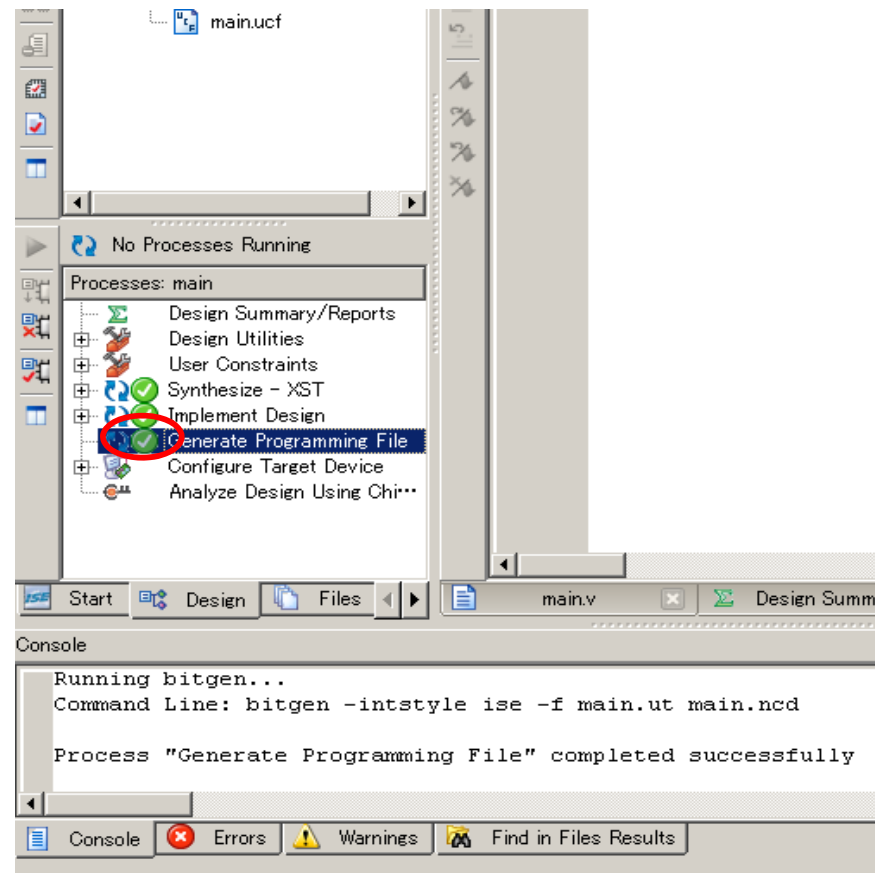 main.ucf
No Processes Running
Processes: main
Design Summary/Reports
Design Utilities
User Constraints
Synthesize - XST
Implement Design
Generate Programming File
Configure Target Device
Analyze Design Using Chi…
ISE Start Design Files
main.v Design Summ
Console
Running bitgen...
Command Line: bitgen -intstyle ise -f main.ut main.ncd
Process "Generate Programming File" completed successfully
Console Errors Warnings Find in Files Results